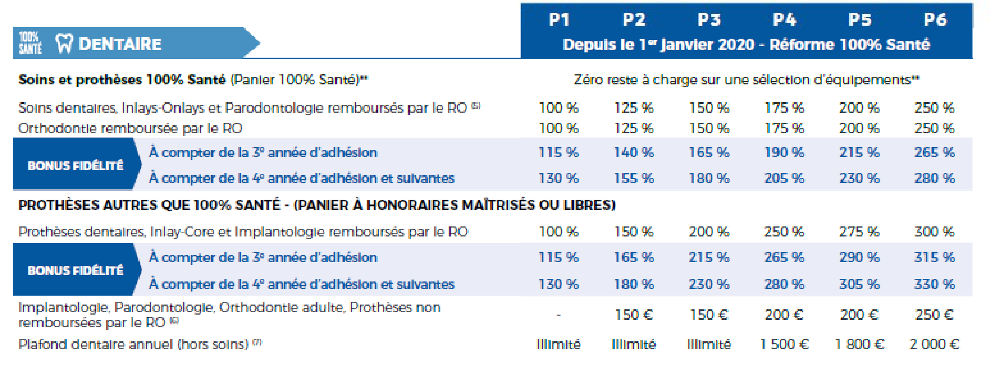 P1 P2 P3 P4 P5 P6
100% SANTÉ DENTAIRE Depuis le 1er janvier 2020 - Réforme 100% Santé
Soins et prothèses 100% Santé (Panier 100% Santé)** Zéro reste à charge sur une sélection d'équipements**
Soins dentaires, Inlays-Onlays et Parodontologie remboursés par le RO (5) 100 % 125 % 150 % 175 % 200 % 250 %
Orthodontie remboursée par le RO 100 % 125 % 150 % 175 % 200 % 250 %
BONUS FIDÉLITÉ
À compter de la 3e année d'adhésion 115 % 140 % 165 % 190 % 215 % 265 %
À compter de la 4e année d'adhésion et suivantes 130 % 155 % 180 % 205 % 230 % 280 %
PROTHÈSES AUTRES QUE 100% SANTÉ - (PANIER À HONORAIRES MAÎTRISÉS OU LIBRES)
Prothèses dentaires, Inlay-Core et Implantologie remboursés par le RO 100 % 150 % 200 % 250 % 275 % 300 %
BONUS FIDÉLITÉ
À compter de la 3e année d'adhésion 115 % 165 % 215 % 265 % 290 % 315 %
À compter de la 4e année d'adhésion et suivantes 130 % 180 % 230 % 280 % 305 % 330 %
Implantologie, Parodontologie, Orthodontie adulte, Prothèses non
remboursées par le RO (6) - 150 € 150 € 200 € 200 € 250 €
Plafond dentaire annuel (hors soins) (7) Illimité Illimité Illimité 1 500 € 1 800 € 2 000 €